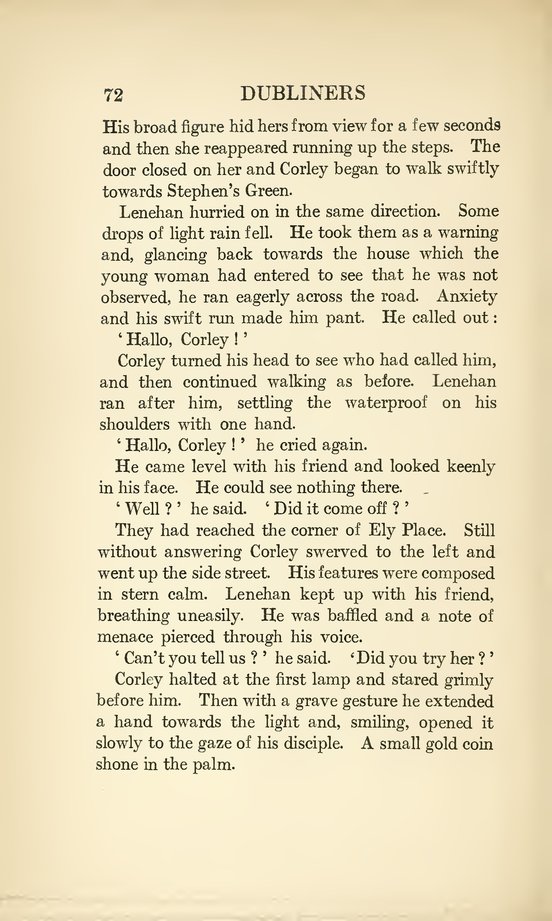 72 DUBLINERS
His broad figure hid hers from view for a few seconds
and then she reappeared running up the steps. The
door closed on her and Corley began to walk swiftly
towards Stephen's Green.
Lenehan hurried on in the same direction. Some
drops of light rain fell. He took them as a warning
and, glancing back towards the house which the
young woman had entered to see that he was not
observed, he ran eagerly across the road. Anxiety
and his swift run made him pant. He called out :
‘ Hallo, Corley ! ’
Corley turned his head to see who had called him,
and then continued walking as before. Lenehan
ran after him, settling the waterproof on his
shoulders with one hand.
‘ Hallo, Corley ! ’ he cried again.
He came level with his friend and looked keenly
in his face. He could see nothing there.
‘ Well ? ’ he said. ‘ Did it come off ? ’
They had reached the corner of Ely Place. Still
without answering Corley swerved to the left and
went up the side street. His features were composed
in stern calm. Lenehan kept up with his friend,
breathing uneasily. He was baffled and a note of
menace pierced through his voice.
‘ Can't you tell us ? ’ he said. ‘Did you try her ? ’
Corley halted at the first lamp and stared grimly
before him. Then with a grave gesture he extended
a hand towards the light and, smiling, opened it
slowly to the gaze of his disciple. A small gold coin
shone in the palm.